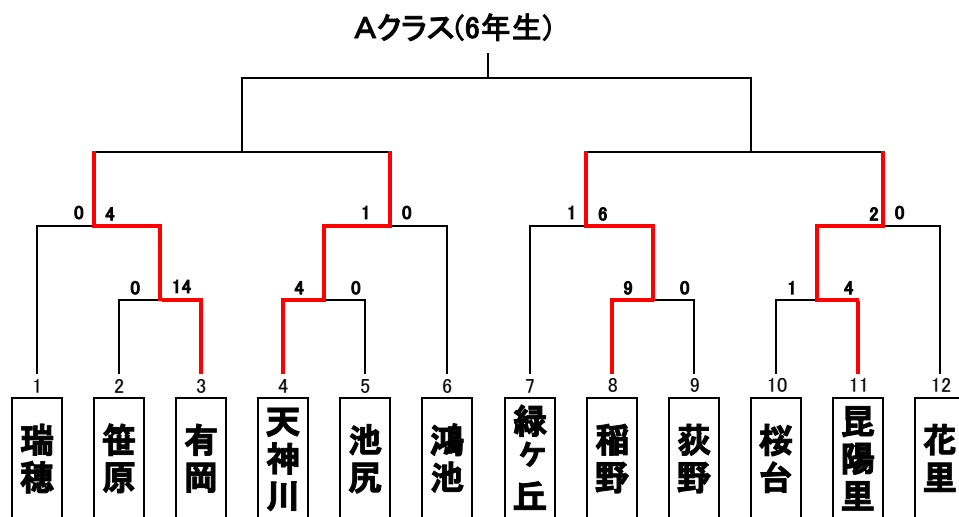 Aクラス(6年生)
0 4 1 0 1 6 2 0
0 14 4 0 9 0 1 4
1 2 3 4 5 6 7 8 9 10 11 12
瑞穂
笹原
有岡
天神川
池尻
鴻池
緑ヶ丘
稲野
荻野
桜台
昆陽里
花里